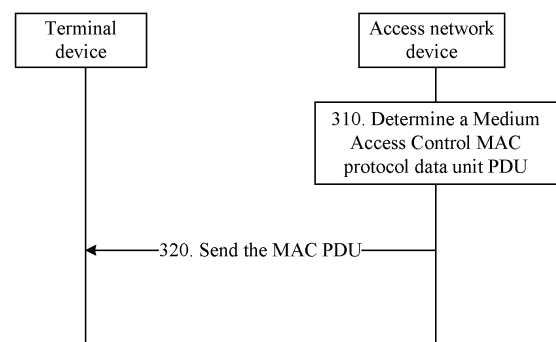 Terminal
device
Access network
device
310. Determine a Medium
Access Control MAC
protocol data unit PDU
320. Send the MAC PDU